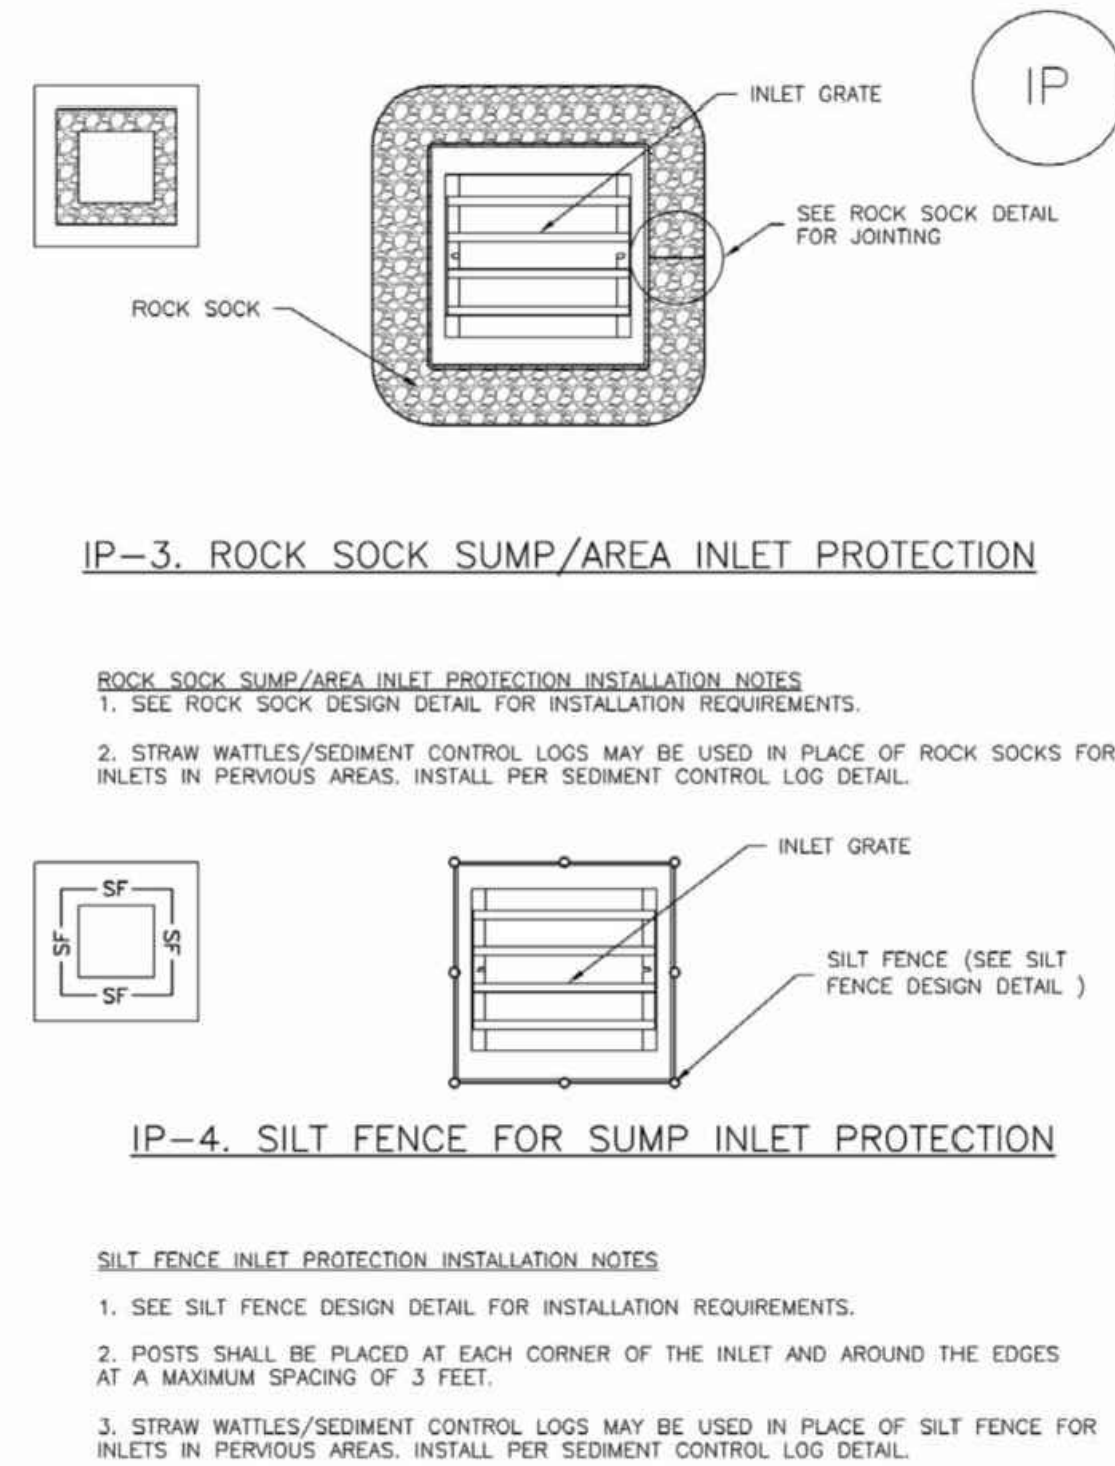 IP
INLET GRATE
SEE ROCK SOCK DETAIL
FOR JOINTING
ROCK SOCK
IP-3. ROCK SOCK SUMP/AREA INLET PROTECTION
ROCK SOCK SUMP/AREA INLET PROTECTION INSTALLATION NOTES
1. SEE ROCK SOCK DESIGN DETAIL FOR INSTALLATION REQUIREMENTS.
2. STRAW WATTLES/SEDIMENT CONTROL LOGS MAY BE USED IN PLACE OF ROCK SOCKS FOR
INLETS IN PERVIOUS AREAS. INSTALL PER SEDIMENT CONTROL LOG DETAIL.
INLET GRATE
SF
SF
SF
SF
SILT FENCE (SEE SILT
FENCE DESIGN DETAIL )
IP-4. SILT FENCE FOR SUMP INLET PROTECTION
SILT FENCE INLET PROTECTION INSTALLATION NOTES
1. SEE SILT FENCE DESIGN DETAIL FOR INSTALLATION REQUIREMENTS.
2. POSTS SHALL BE PLACED AT EACH CORNER OF THE INLET AND AROUND THE EDGES
AT A MAXIMUM SPACING OF 3 FEET.
3. STRAW WATTLES/SEDIMENT CONTROL LOGS MAY BE USED IN PLACE OF SILT FENCE FOR
INLETS IN PERVIOUS AREAS. INSTALL PER SEDIMENT CONTROL LOG DETAIL.